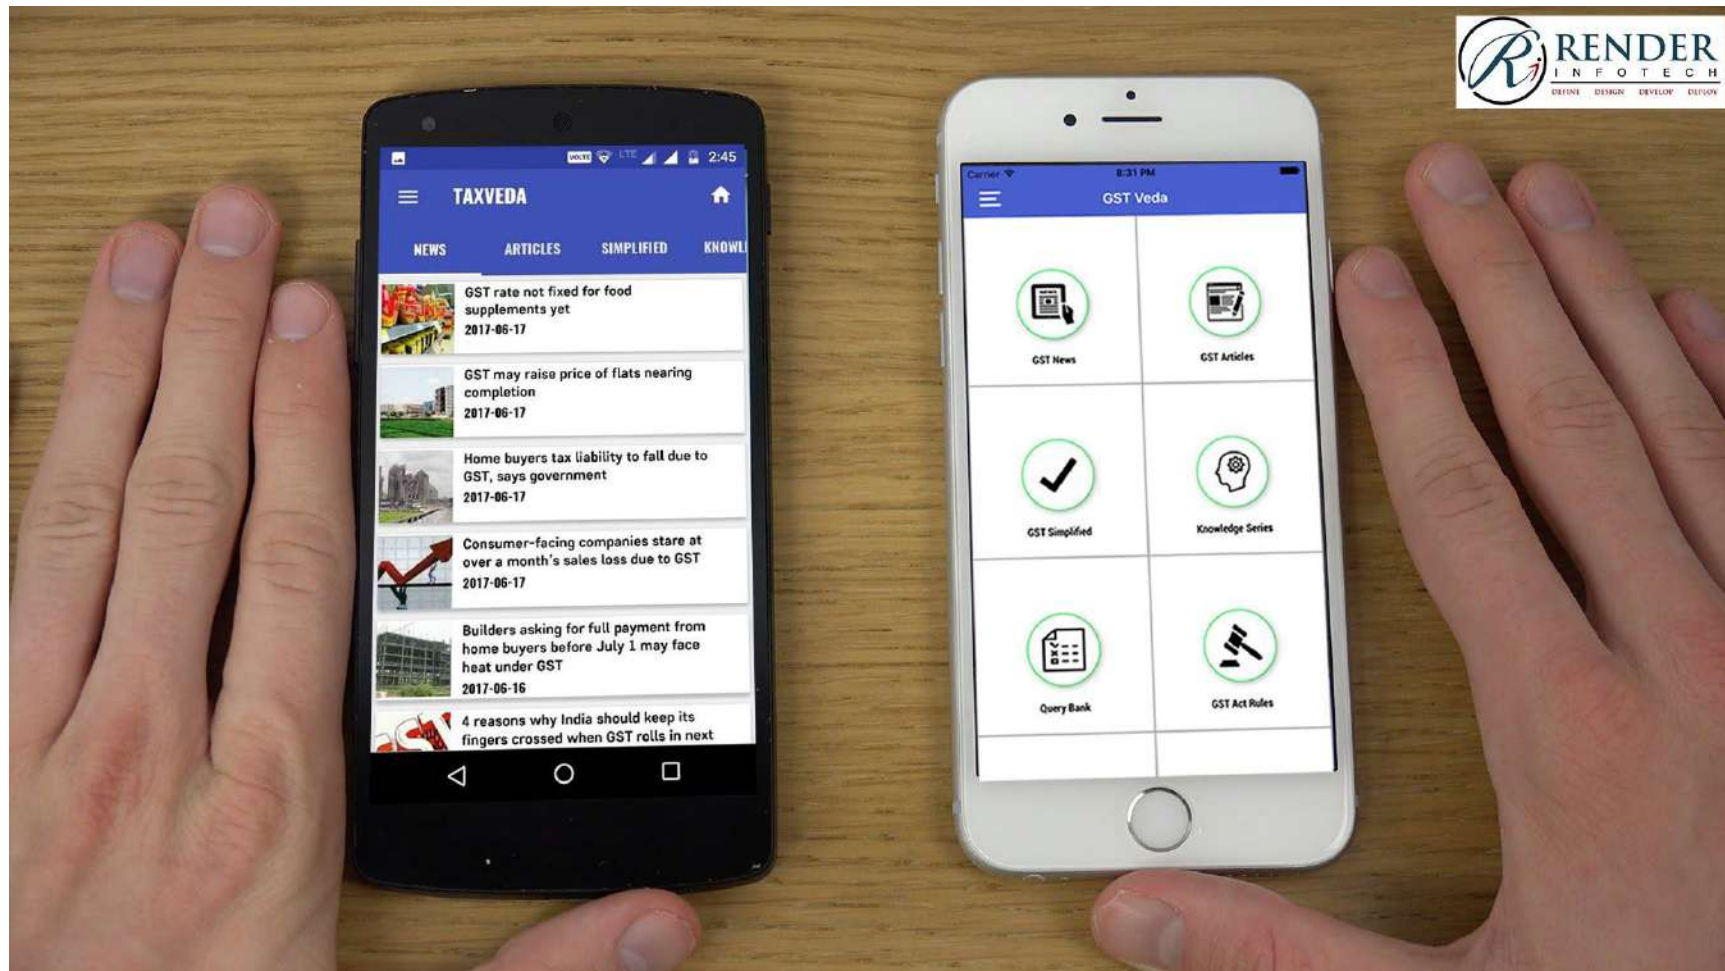 RENDER
INFOTECH
DEFINE DESIGN DEVELOP DEPLOY
VOLTE LTE 2:45
TAXVEDA
NEWS ARTICLES SIMPLIFIED KNOWL
GST rate not fixed for food
supplements yet
2017-06-17
GST may raise price of flats nearing
completion
2017-06-17
Home buyers tax liability to fall due to
GST, says government
2017-06-17
Consumer-facing companies stare at
over a month's sales loss due to GST
2017-06-17
Builders asking for full payment from
home buyers before July 1 may face
heat under GST
2017-06-16
4 reasons why India should keep its
fingers crossed when GST rolls in next
Carrier 8:31 PM
GST Veda
GST News
GST Articles
GST Simplified
Knowledge Series
Query Bank
GST Act Rules